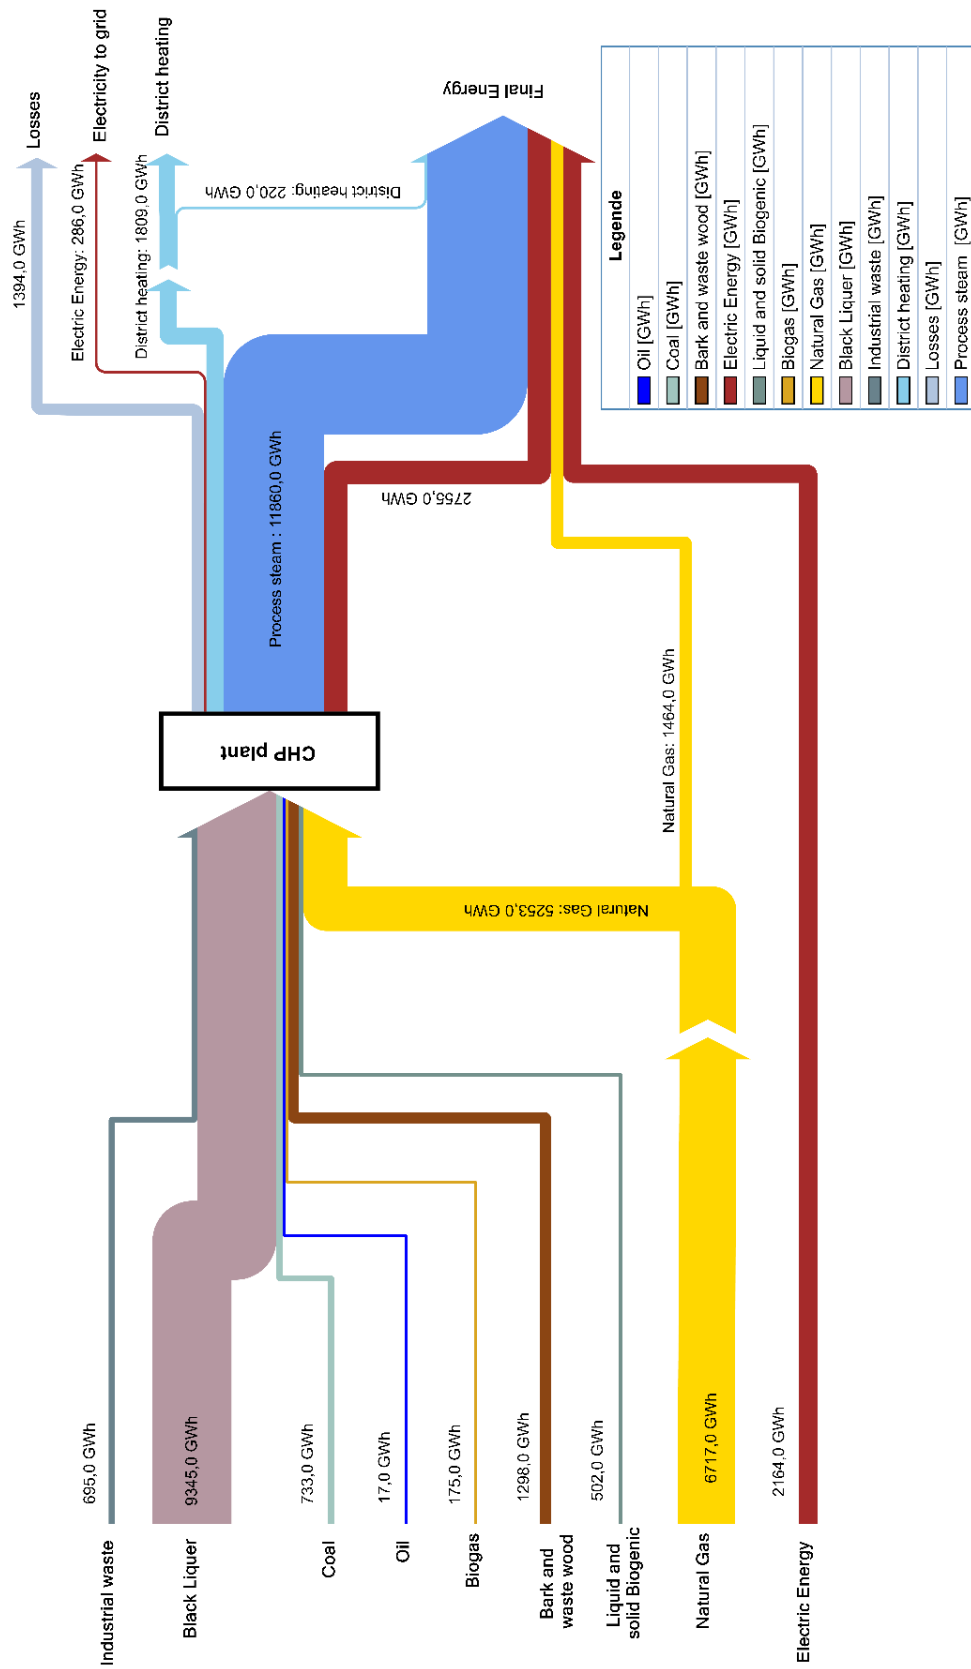 Industrial waste
695,0 GWh
Black Liquer
9345,0 GWh
Coal
733,0 GWh
Oil
17,0 GWh
Biogas
175,0 GWh
Bark and
waste wood
1298,0 GWh
Liquid and
solid Biogenic
502,0 GWh
Natural Gas
6717,0 GWh
Electric Energy
2164,0 GWh
Natural Gas: 5253,0 GWh
Natural Gas: 1464,0 GWh
CHP plant
Process steam : 11860,0 GWh
2755,0 GWh
1394,0 GWh
Losses
Electric Energy: 286,0 GWh
Electricity to grid
District heating: 1809,0 GWh
District heating
District heating: 220,0 GWh
Final Energy
Legende
Oil [GWh]
Coal [GWh]
Bark and waste wood [GWh]
Electric Energy [GWh]
Liquid and solid Biogenic [GWh]
Biogas [GWh]
Natural Gas [GWh]
Black Liquer [GWh]
Industrial waste [GWh]
District heating [GWh]
Losses [GWh]
Process steam [GWh]